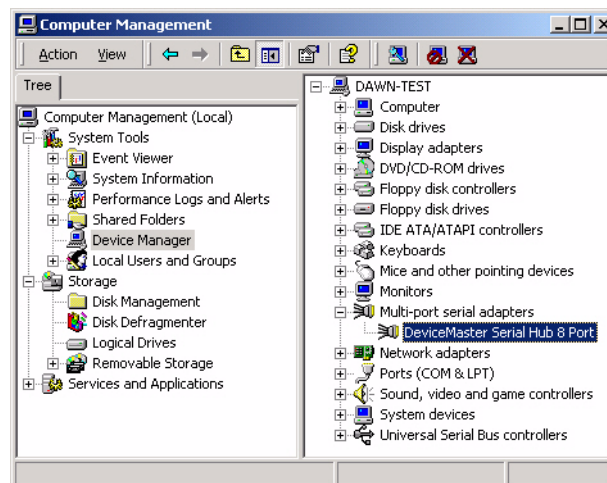 Computer Management
Action View
Tree
Computer Management (Local)
System Tools
Event Viewer
System Information
Performance Logs and Alerts
Shared Folders
Device Manager
Local Users and Groups
Storage
Disk Management
Disk Defragmenter
Logical Drives
Removable Storage
Services and Applications
DAWN-TEST
Computer
Disk drives
Display adapters
DVD/CD-ROM drives
Floppy disk controllers
Floppy disk drives
IDE ATA/ATAPI controllers
Keyboards
Mice and other pointing devices
Monitors
Multi-port serial adapters
DeviceMaster Serial Hub 8 Port
Network adapters
Ports (COM & LPT)
Sound, video and game controllers
System devices
Universal Serial Bus controllers